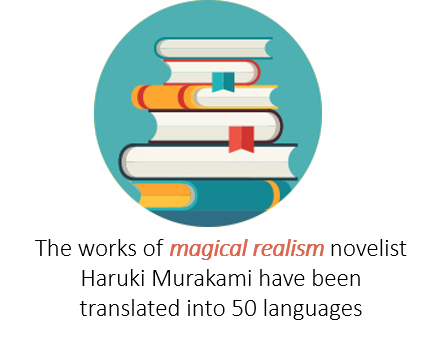 The works of magical realism novelist
Haruki Murakami have been
translated into 50 languages